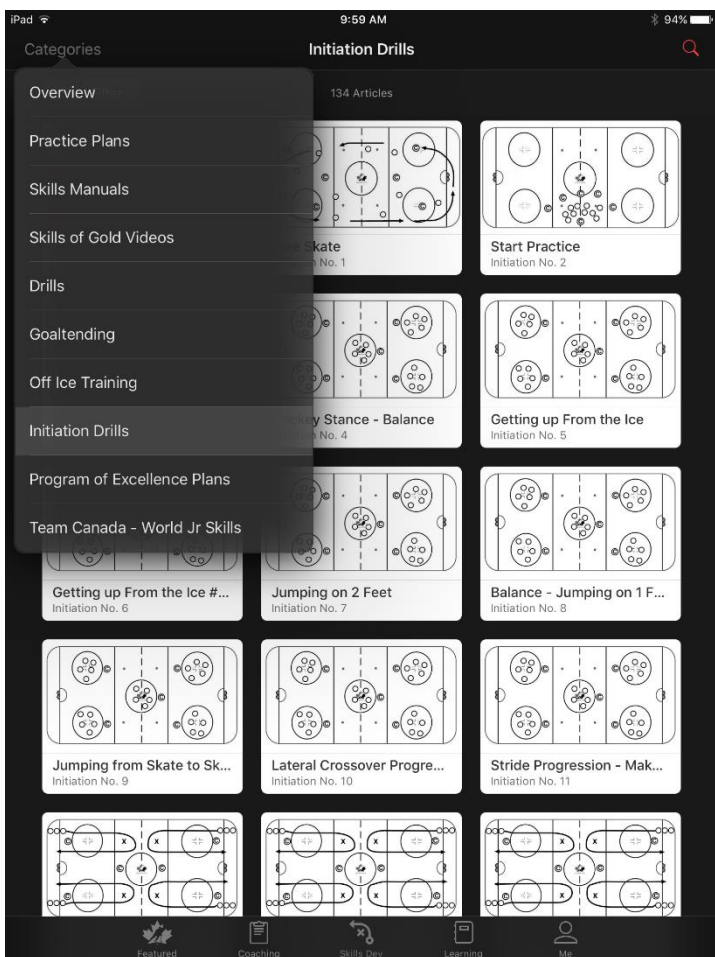 iPad 9:59 AM 94%
Categories Initiation Drills
134 Articles
Overview
Practice Plans
Skills Manuals
Skills of Gold Videos
Drills
Goaltending
Off Ice Training
Initiation Drills
Program of Excellence Plans
Team Canada - World Jr Skills
Skate
No. 1
Start Practice
Initiation No. 2
Stance - Balance
No. 4
Getting up From the Ice
Initiation No. 5
Getting up From the Ice #...
Initiation No. 6
Jumping on 2 Feet
Initiation No. 7
Balance - Jumping on 1 F...
Initiation No. 8
Jumping from Skate to Sk...
Initiation No. 9
Lateral Crossover Progre...
Initiation No. 10
Stride Progression - Mak...
Initiation No. 11
Featured Coaching Skills Dev Learning Me